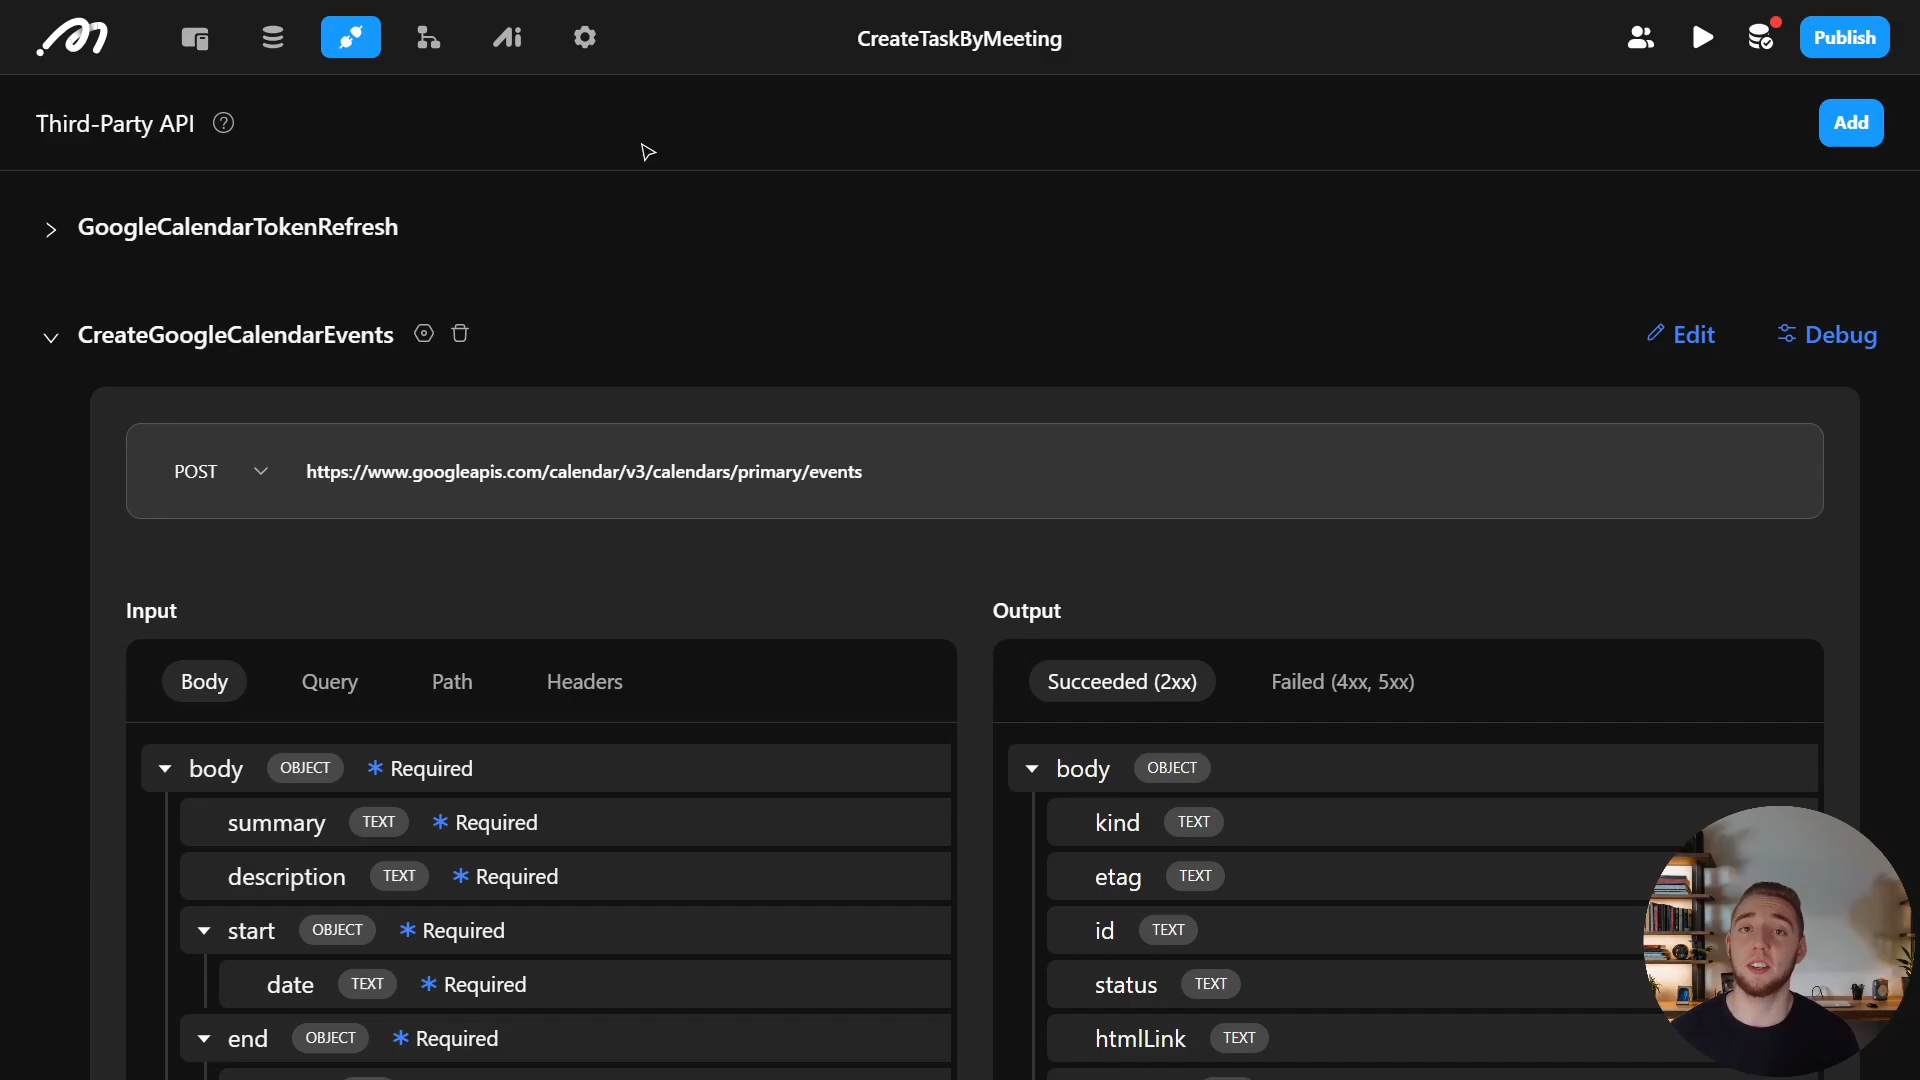 CreateTaskByMeeting
Publish
Third-Party API
Add
GoogleCalendarTokenRefresh
CreateGoogleCalendarEvents
Edit
Debug
POST
https://www.googleapis.com/calendar/v3/calendars/primary/events
Input
Body Query Path Headers
body OBJECT * Required
summary TEXT * Required
description TEXT * Required
start OBJECT * Required
date TEXT * Required
end OBJECT * Required
Output
Succeeded (2xx) Failed (4xx, 5xx)
body OBJECT
kind TEXT
etag TEXT
id TEXT
status TEXT
htmlLink TEXT